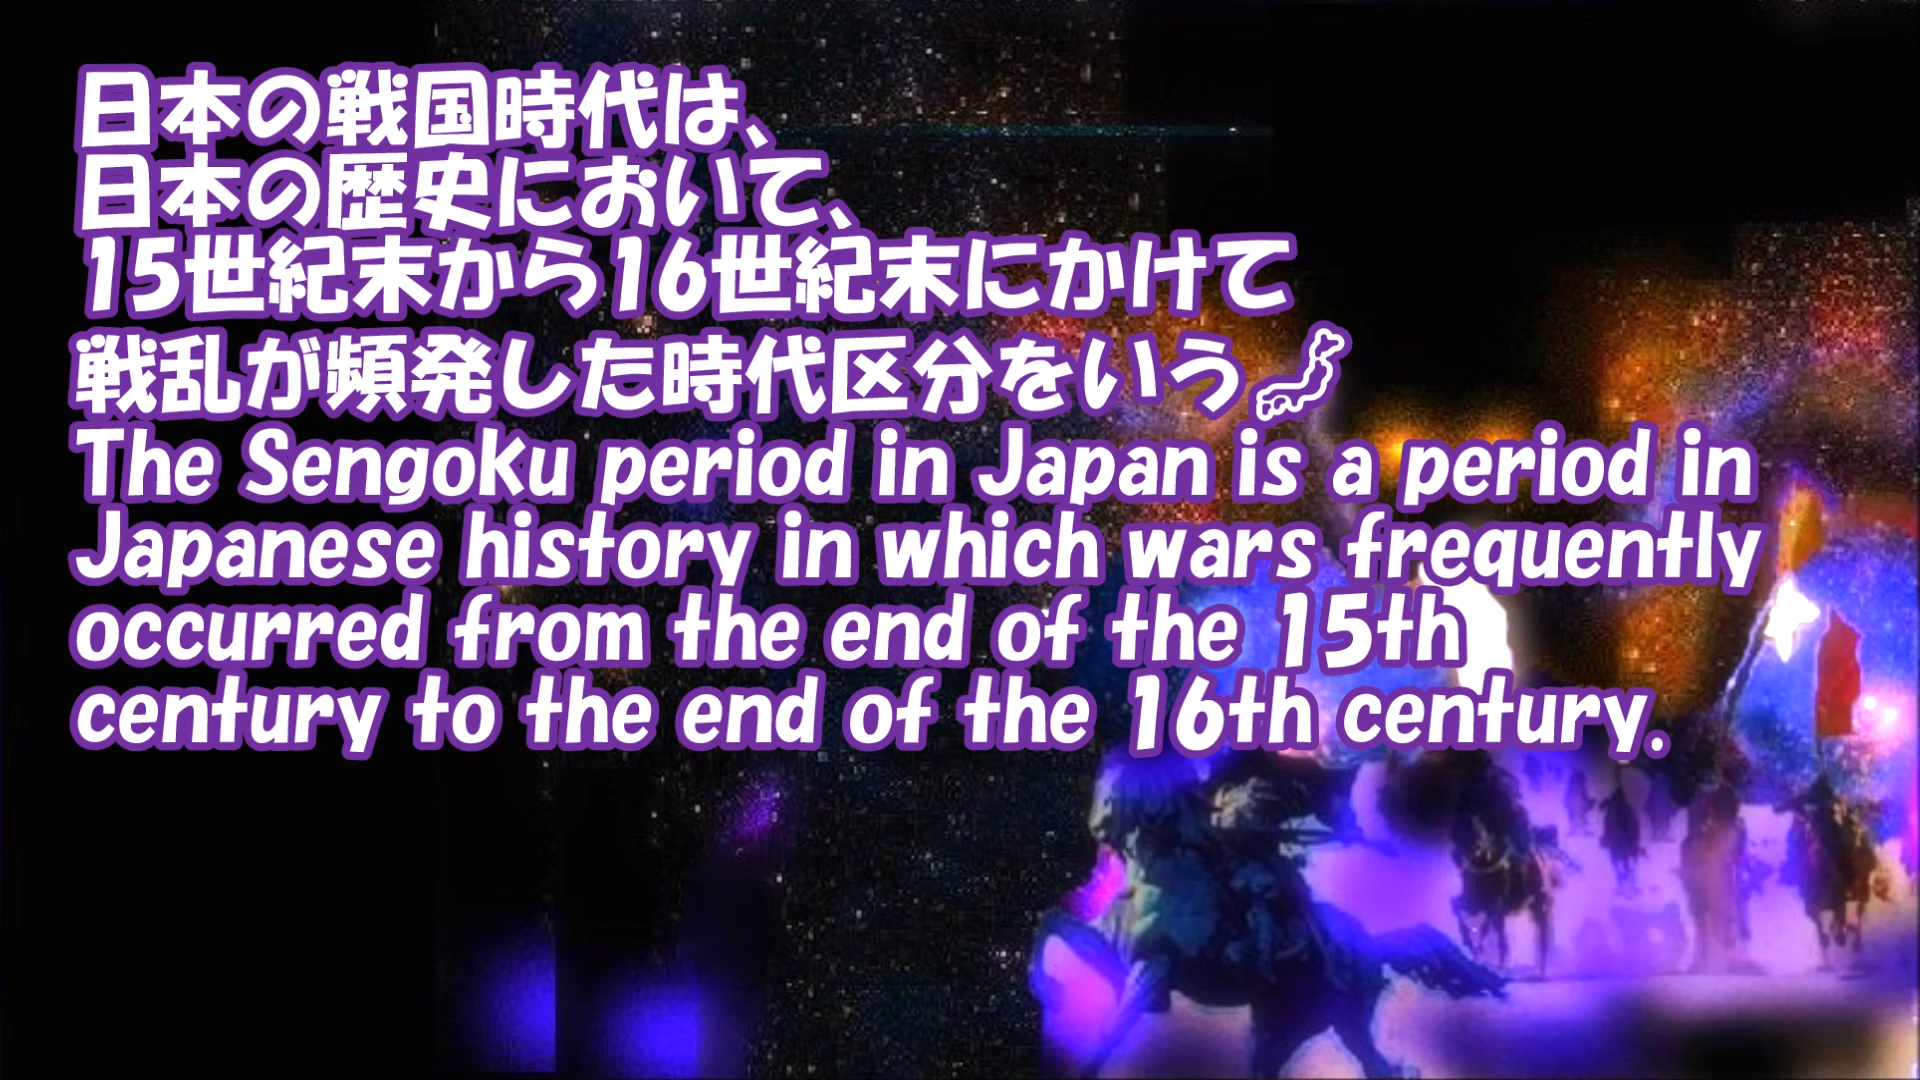 日本の戦国時代は、
日本の歴史において、
15世紀末から16世紀末にかけて
戦乱が頻発した時代区分をいう🗾
The Sengoku period in Japan is a period in
Japanese history in which wars frequently
occurred from the end of the 15th
century to the end of the 16th century.